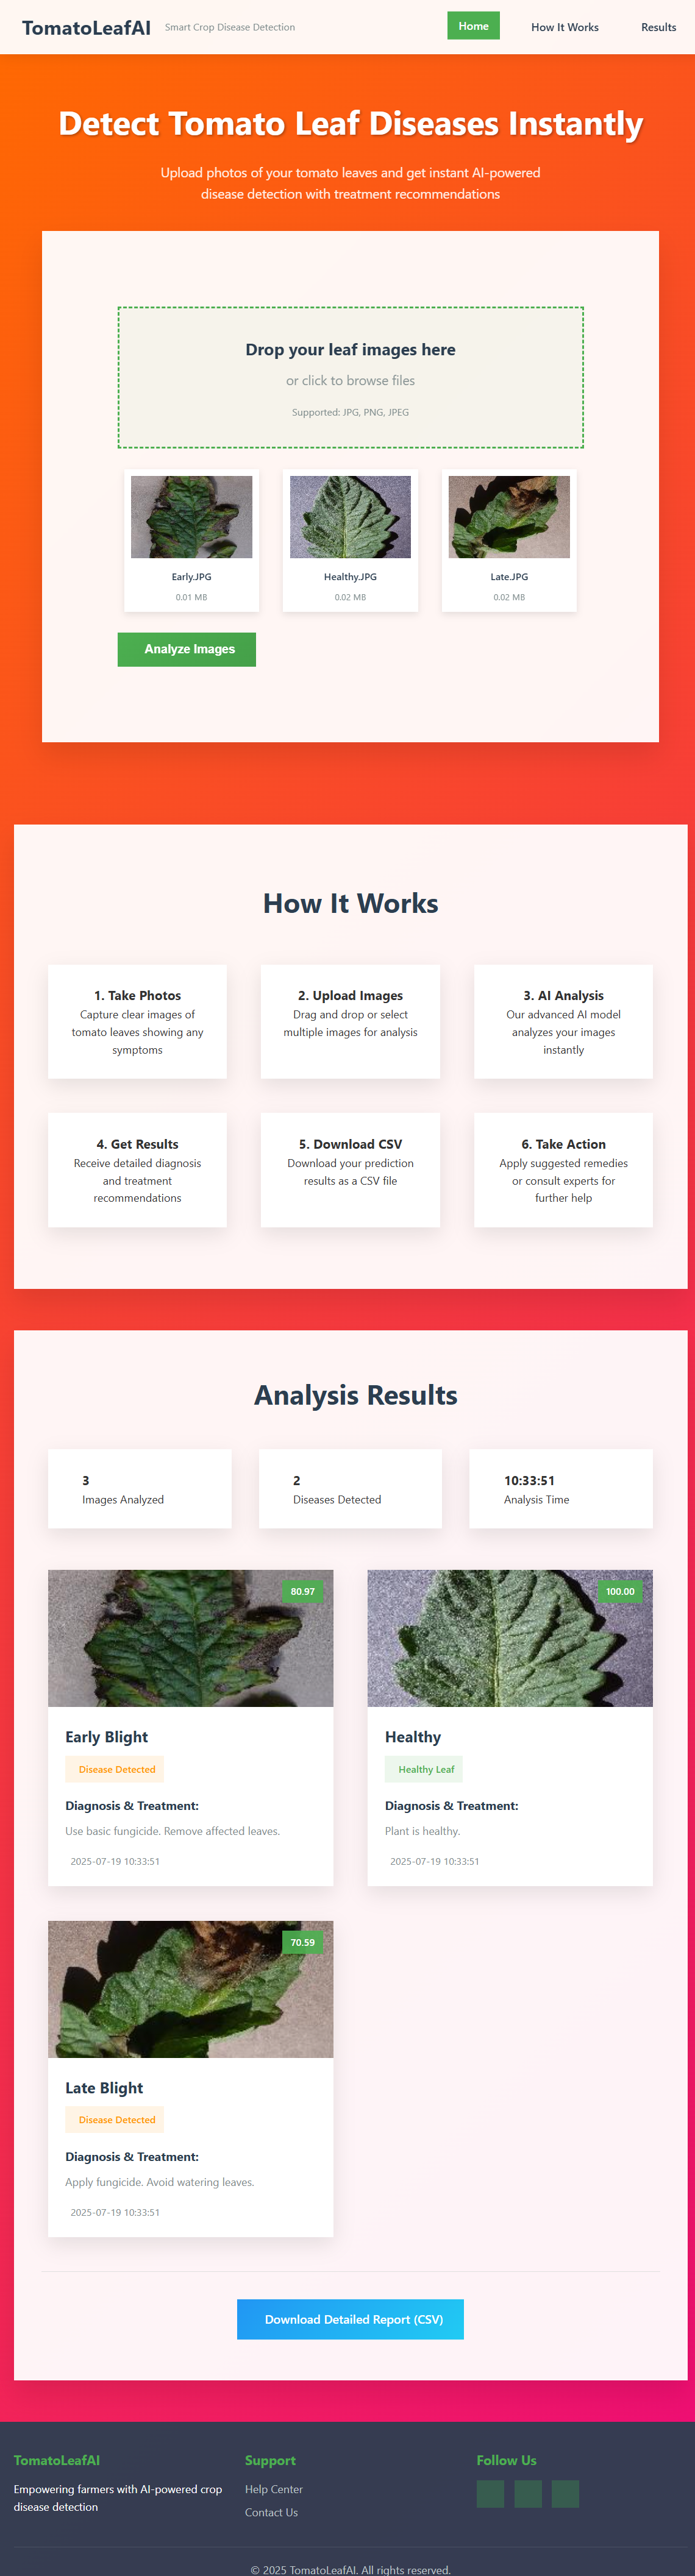 TomatoLeafAI
Smart Crop Disease Detection
Home
How It Works
Results
Detect Tomato Leaf Diseases Instantly
Upload photos of your tomato leaves and get instant AI-powered
disease detection with treatment recommendations
Drop your leaf images here
or click to browse files
Supported: JPG, PNG, JPEG
Early.JPG
0.01 MB
Healthy.JPG
0.02 MB
Late.JPG
0.02 MB
Analyze Images
How It Works
1. Take Photos
Capture clear images of
tomato leaves showing any
symptoms
2. Upload Images
Drag and drop or select
multiple images for analysis
3. AI Analysis
Our advanced AI model
analyzes your images
instantly
4. Get Results
Receive detailed diagnosis
and treatment
recommendations
5. Download CSV
Download your prediction
results as a CSV file
6. Take Action
Apply suggested remedies
or consult experts for
further help
Analysis Results
3
Images Analyzed
2
Diseases Detected
10:33:51
Analysis Time
80.97
Early Blight
Disease Detected
Diagnosis & Treatment:
Use basic fungicide. Remove affected leaves.
2025-07-19 10:33:51
100.00
Healthy
Healthy Leaf
Diagnosis & Treatment:
Plant is healthy.
2025-07-19 10:33:51
70.59
Late Blight
Disease Detected
Diagnosis & Treatment:
Apply fungicide. Avoid watering leaves.
2025-07-19 10:33:51
Download Detailed Report (CSV)
TomatoLeafAI
Empowering farmers with AI-powered crop
disease detection
Support
Help Center
Contact Us
Follow Us
© 2025 TomatoLeafAI. All rights reserved.